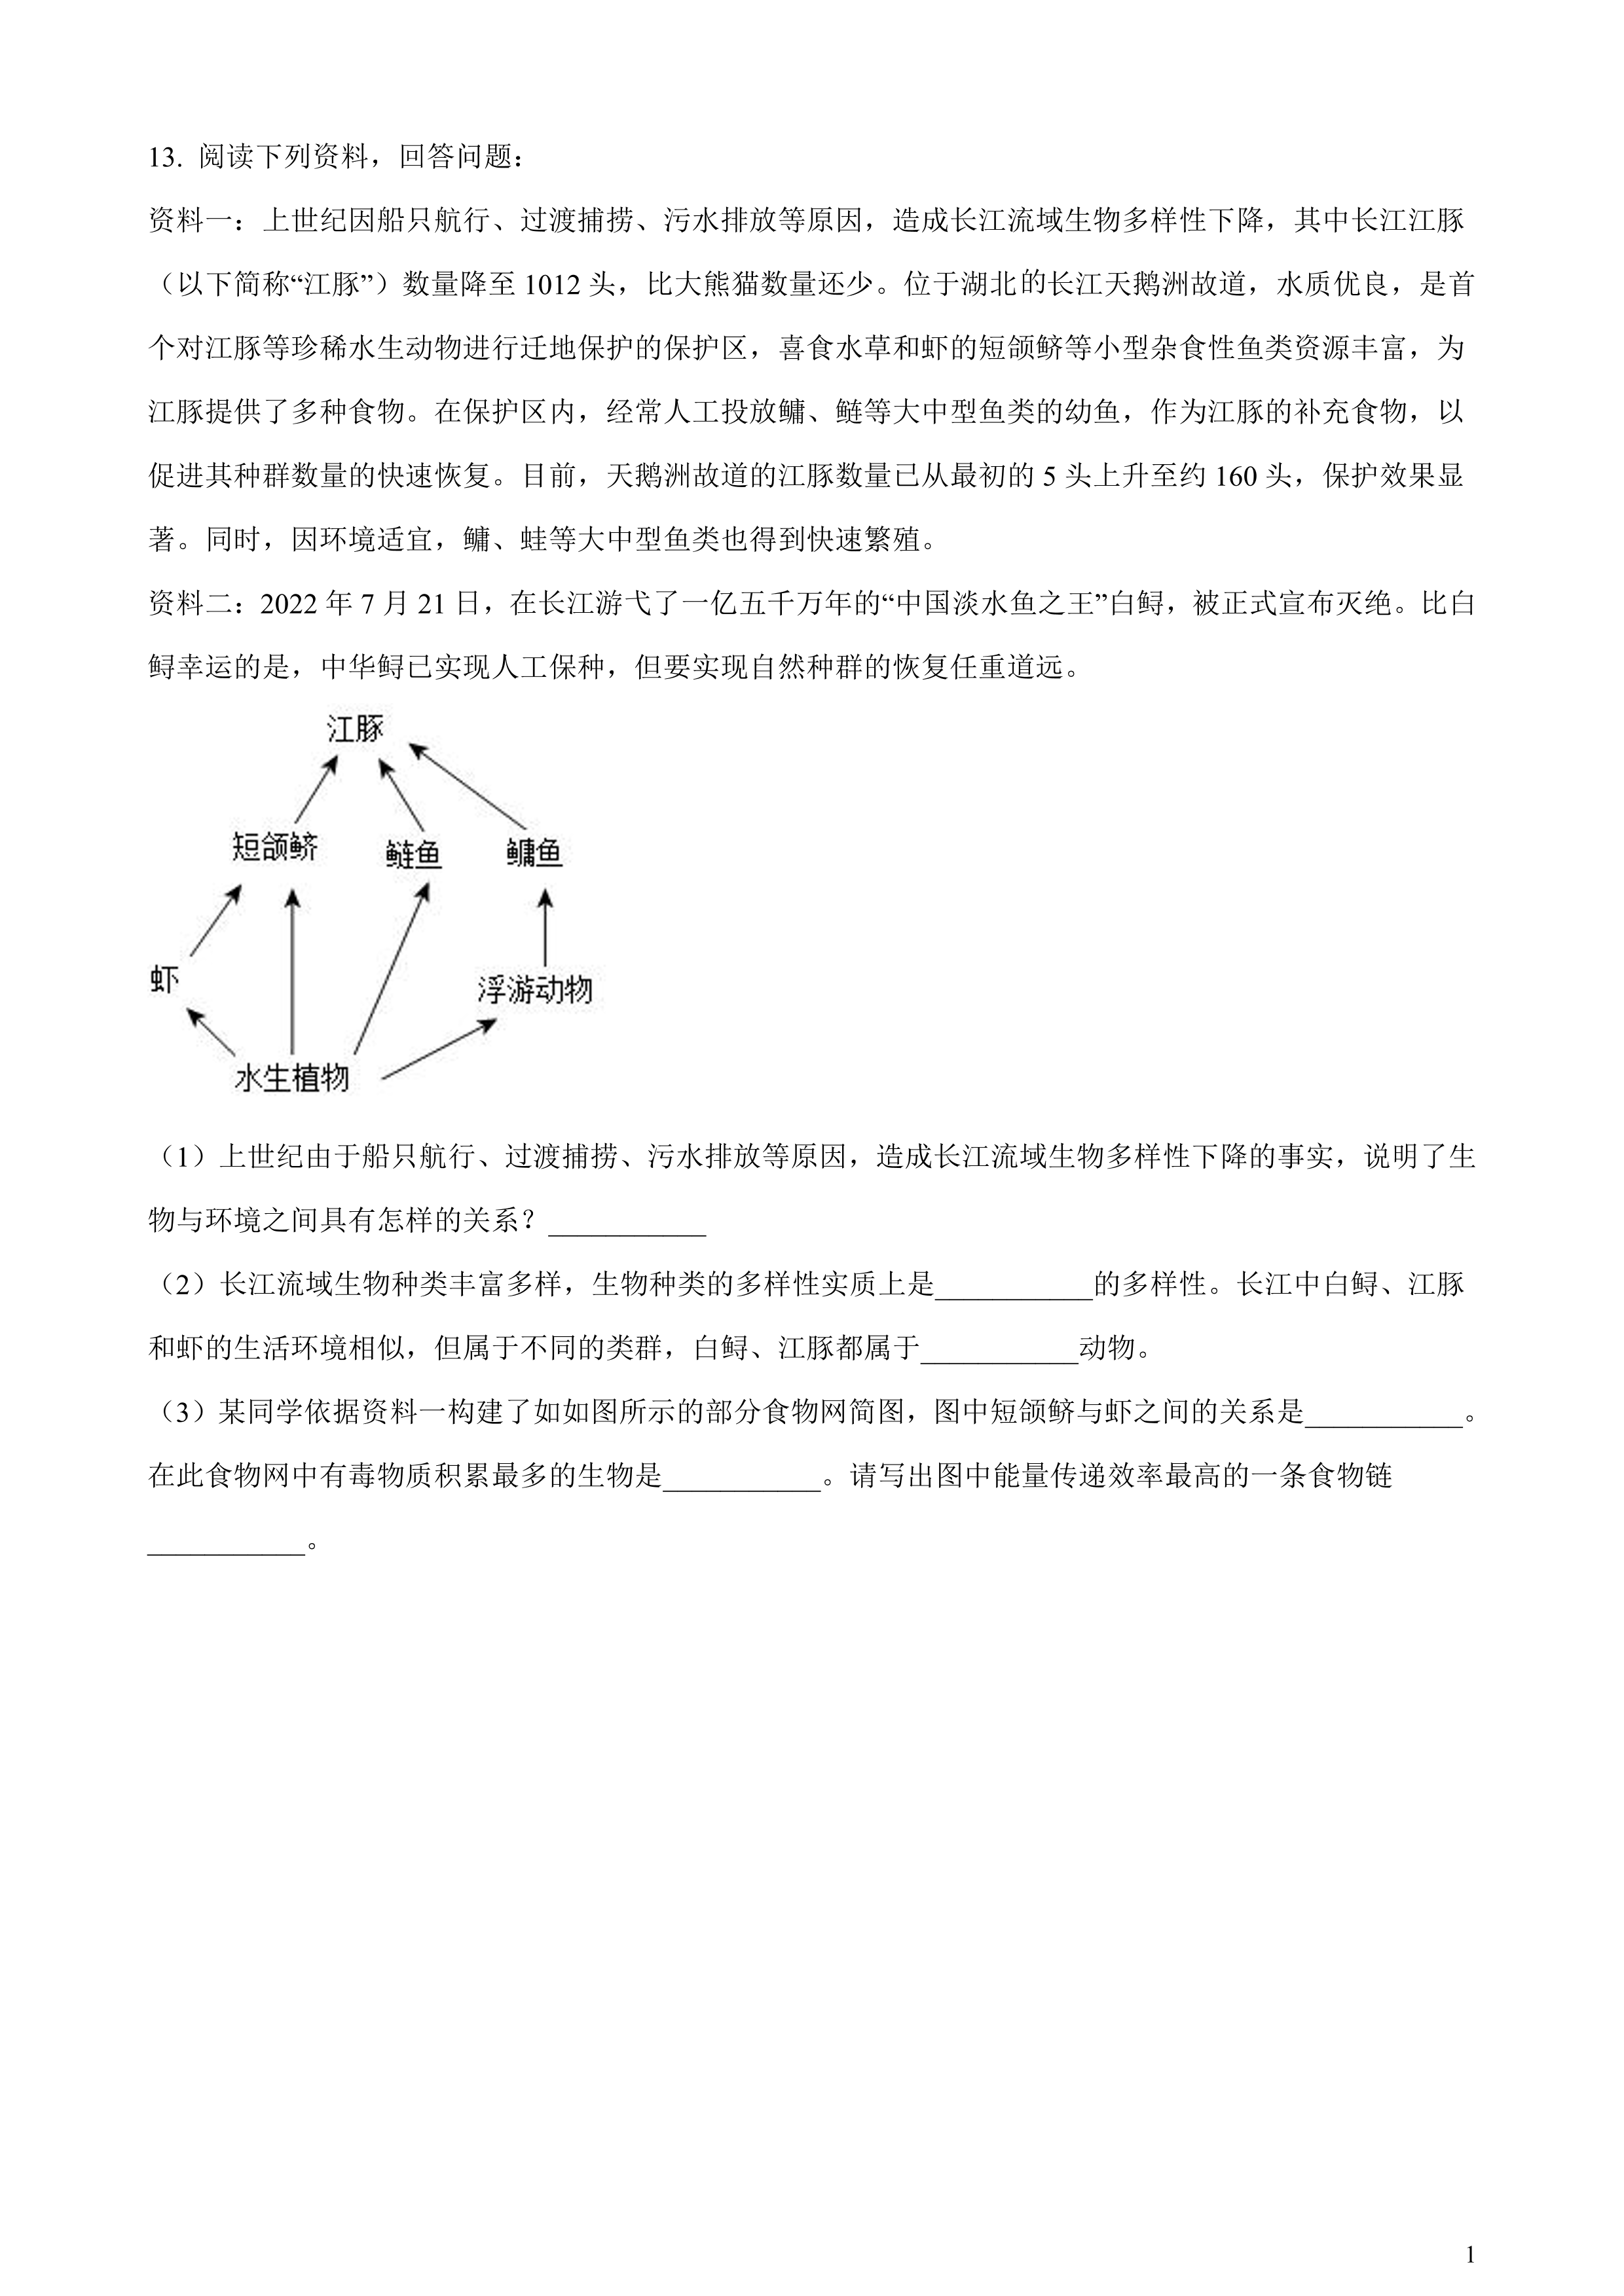 13. 阅读下列资料，回答问题：
资料一：上世纪因船只航行、过渡捕捞、污水排放等原因，造成长江流域生物多样性下降，其中长江江豚
（以下简称“江豚”）数量降至 1012 头，比大熊猫数量还少。位于湖北的长江天鹅洲故道，水质优良，是首
个对江豚等珍稀水生动物进行迁地保护的保护区，喜食水草和虾的短颌鲚等小型杂食性鱼类资源丰富，为
江豚提供了多种食物。在保护区内，经常人工投放鳙、鲢等大中型鱼类的幼鱼，作为江豚的补充食物，以
促进其种群数量的快速恢复。目前，天鹅洲故道的江豚数量已从最初的 5 头上升至约 160 头，保护效果显
著。同时，因环境适宜，鳙、蛙等大中型鱼类也得到快速繁殖。
资料二：2022 年 7 月 21 日，在长江游弋了一亿五千万年的“中国淡水鱼之王”白鲟，被正式宣布灭绝。比白
鲟幸运的是，中华鲟已实现人工保种，但要实现自然种群的恢复任重道远。
江豚
短颌鲚 鲢鱼 鳙鱼
虾 浮游动物
水生植物
（1）上世纪由于船只航行、过渡捕捞、污水排放等原因，造成长江流域生物多样性下降的事实，说明了生
物与环境之间具有怎样的关系？___________
（2）长江流域生物种类丰富多样，生物种类的多样性实质上是___________的多样性。长江中白鲟、江豚
和虾的生活环境相似，但属于不同的类群，白鲟、江豚都属于___________动物。
（3）某同学依据资料一构建了如如图所示的部分食物网简图，图中短颌鲚与虾之间的关系是___________。
在此食物网中有毒物质积累最多的生物是___________。请写出图中能量传递效率最高的一条食物链
___________。
1